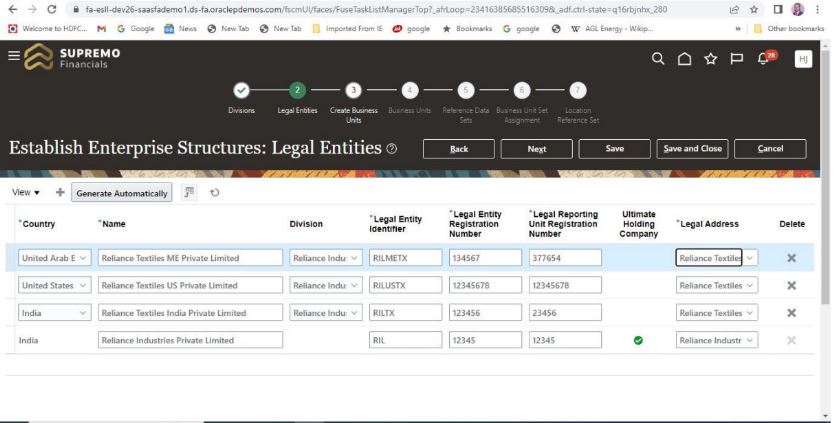 fa-esll-dev26-saasfademo1.ds-fa.oraclepdemos.com/fscmUI/faces/FuseTaskListManagerTop?_afrLoop=23416385685516309&_adf.ctrl-state=q16rbjnhx_280
Welcome to HDFC... G Google News New Tab New Tab Imported From IE google Bookmarks G google W AGL Energy - Wikip... » Other bookmarks
SUPREMO
Financials
28
HJ
2 3 4 5 6 7
Divisions Legal Entities Create Business Units Business Units Reference Data Sets Business Unit Set Assignment Location Reference Set
Establish Enterprise Structures: Legal Entities Back Next Save Save and Close Cancel
View Generate Automatically
*Country *Name Division *Legal Entity Identifier *Legal Entity Registration Number *Legal Reporting Unit Registration Number Ultimate Holding Company *Legal Address Delete
United Arab E Reliance Textiles ME Private Limited Reliance Indu: RILMETX 134567 377654 Reliance Textiles
United States Reliance Textiles US Private Limited Reliance Indu: RILUSTX 12345678 12345678 Reliance Textiles
India Reliance Textiles India Private Limited Reliance Indu: RILTX 123456 23456 Reliance Textiles
India Reliance Industries Private Limited RIL 12345 12345 Reliance Industr